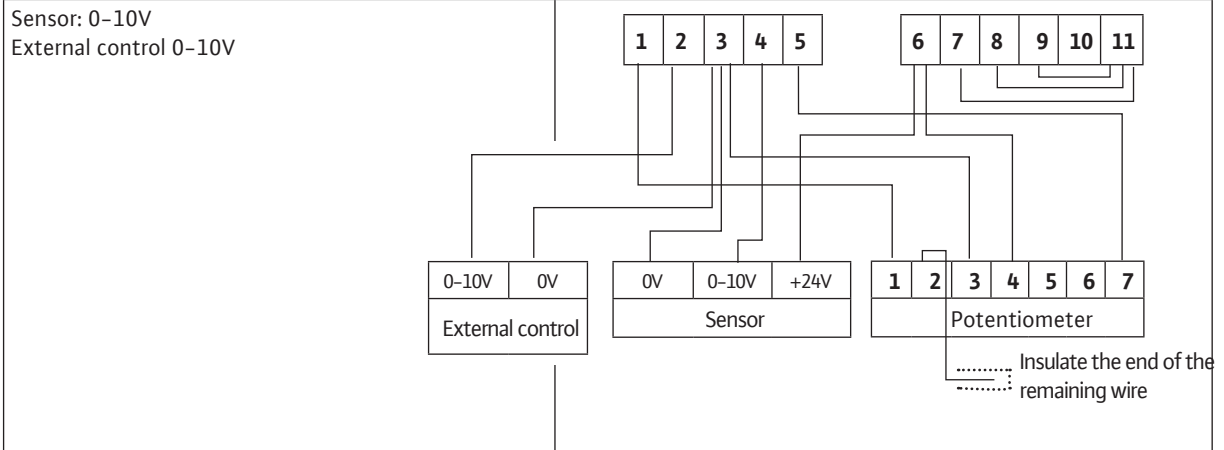 Sensor: 0–10V
External control 0–10V
1 2 3 4 5
6 7 8 9 10 11
0–10V 0V
External control
0V 0–10V +24V
Sensor
1 2 3 4 5 6 7
Potentiometer
Insulate the end of the
remaining wire